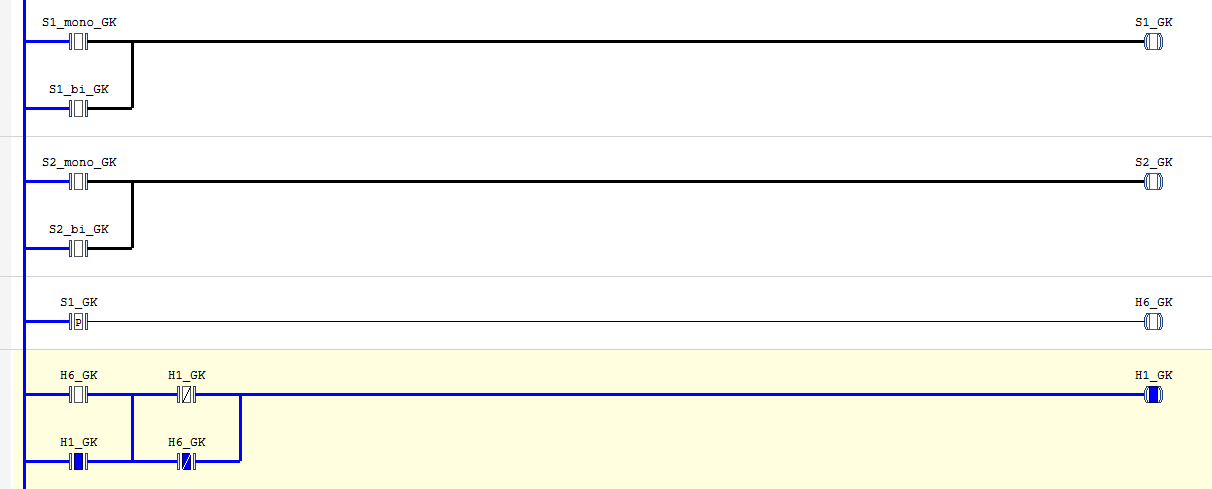 S1_mono_GK S1_GK
S1_bi_GK
S2_mono_GK S2_GK
S2_bi_GK
S1_GK H6_GK
P
H6_GK H1_GK H1_GK
H1_GK H6_GK